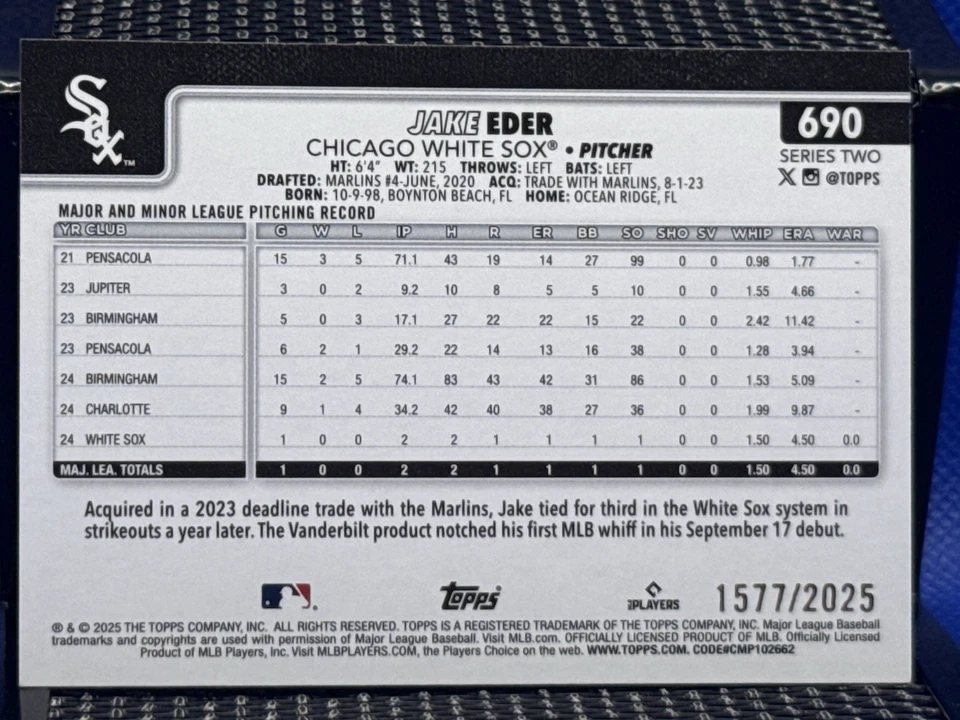 Sox
TM
JAKE EDER
690
CHICAGO WHITE SOX® • PITCHER
SERIES TWO
HT: 6'4" WT: 215 THROWS: LEFT BATS: LEFT
X @TOPPS
DRAFTED: MARLINS #4-JUNE, 2020 ACQ: TRADE WITH MARLINS, 8-1-23
BORN: 10-9-98, BOYNTON BEACH, FL HOME: OCEAN RIDGE, FL
MAJOR AND MINOR LEAGUE PITCHING RECORD
YR CLUB G W L IP H R ER BB SO SHO SV WHIP ERA WAR
21 PENSACOLA 15 3 5 71.1 43 19 14 27 99 0 0 0.98 1.77 -
23 JUPITER 3 0 2 9.2 10 8 5 5 10 0 0 1.55 4.66 -
23 BIRMINGHAM 5 0 3 17.1 27 22 22 15 22 0 0 2.42 11.42 -
23 PENSACOLA 6 2 1 29.2 22 14 13 16 38 0 0 1.28 3.94 -
24 BIRMINGHAM 15 2 5 74.1 83 43 42 31 86 0 0 1.53 5.09 -
24 CHARLOTTE 9 1 4 34.2 42 40 38 27 36 0 0 1.99 9.87 -
24 WHITE SOX 1 0 0 2 2 1 1 1 1 0 0 1.50 4.50 0.0
MAJ. LEA. TOTALS 1 0 0 2 2 1 1 1 1 0 0 1.50 4.50 0.0
Acquired in a 2023 deadline trade with the Marlins, Jake tied for third in the White Sox system in
strikeouts a year later. The Vanderbilt product notched his first MLB whiff in his September 17 debut.
Topps
PLAYERS
1577/2025
® & © 2025 THE TOPPS COMPANY, INC. ALL RIGHTS RESERVED. TOPPS IS A REGISTERED TRADEMARK OF THE TOPPS COMPANY, INC. Major League Baseball
trademarks and copyrights are used with permission of Major League Baseball. Visit MLB.com. OFFICIALLY LICENSED PRODUCT OF MLB. Officially Licensed
Product of MLB Players, Inc. Visit MLBPLAYERS.COM, the Players Choice on the web. WWW.TOPPS.COM. CODE#CMP102662